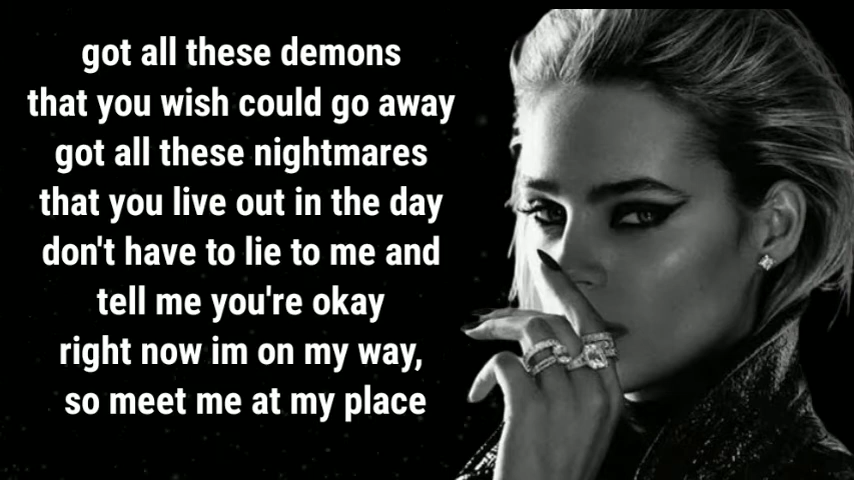 got all these demons
that you wish could go away
got all these nightmares
that you live out in the day
don't have to lie to me and
tell me you're okay
right now im on my way,
so meet me at my place